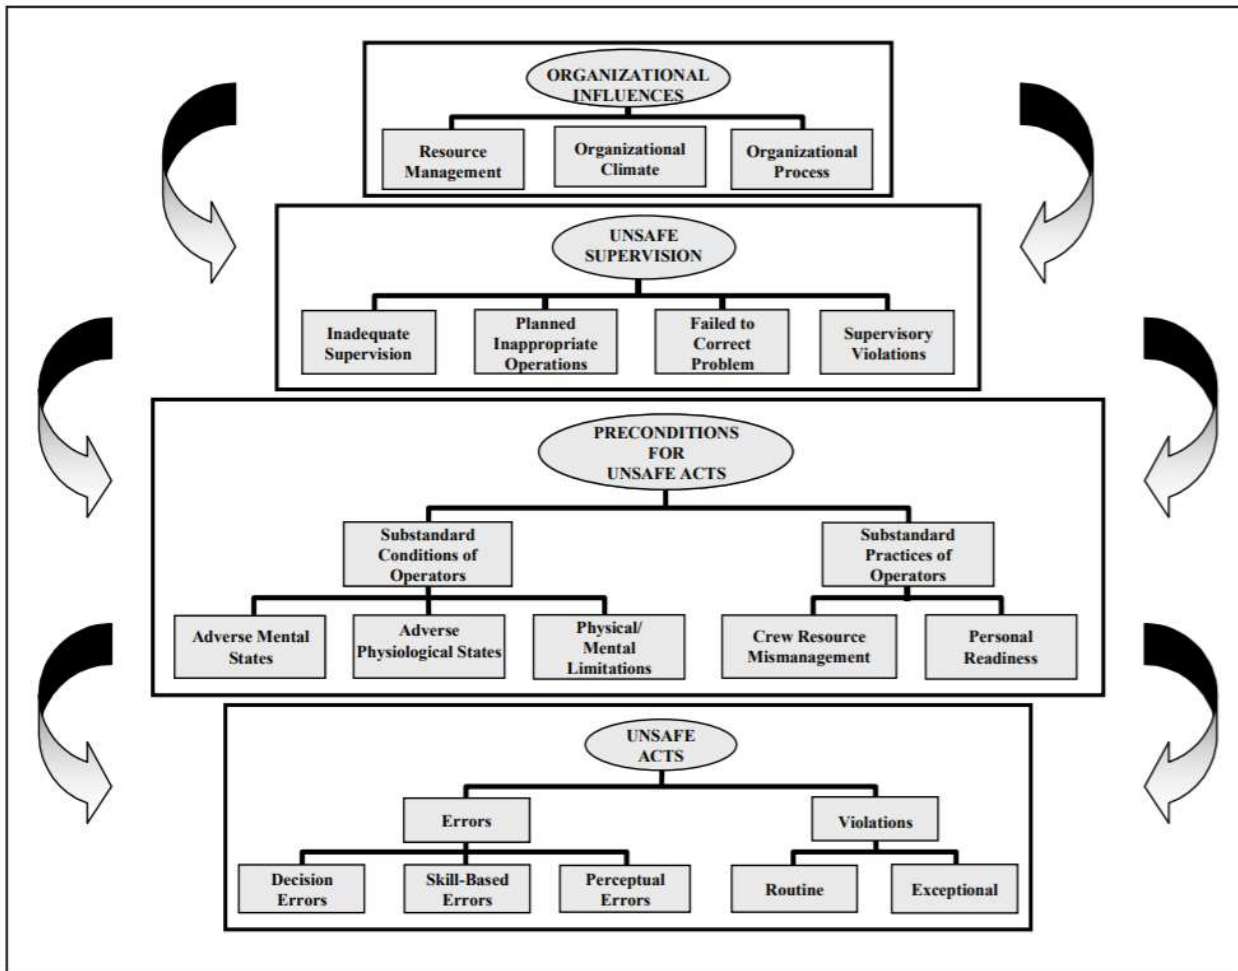 ORGANIZATIONAL
INFLUENCES
Resource
Management
Organizational
Climate
Organizational
Process
UNSAFE
SUPERVISION
Inadequate
Supervision
Planned
Inappropriate
Operations
Failed to
Correct
Problem
Supervisory
Violations
PRECONDITIONS
FOR
UNSAFE ACTS
Substandard
Conditions of
Operators
Substandard
Practices of
Operators
Adverse Mental
States
Adverse
Physiological States
Physical/
Mental
Limitations
Crew Resource
Mismanagement
Personal
Readiness
UNSAFE
ACTS
Errors
Violations
Decision
Errors
Skill-Based
Errors
Perceptual
Errors
Routine
Exceptional